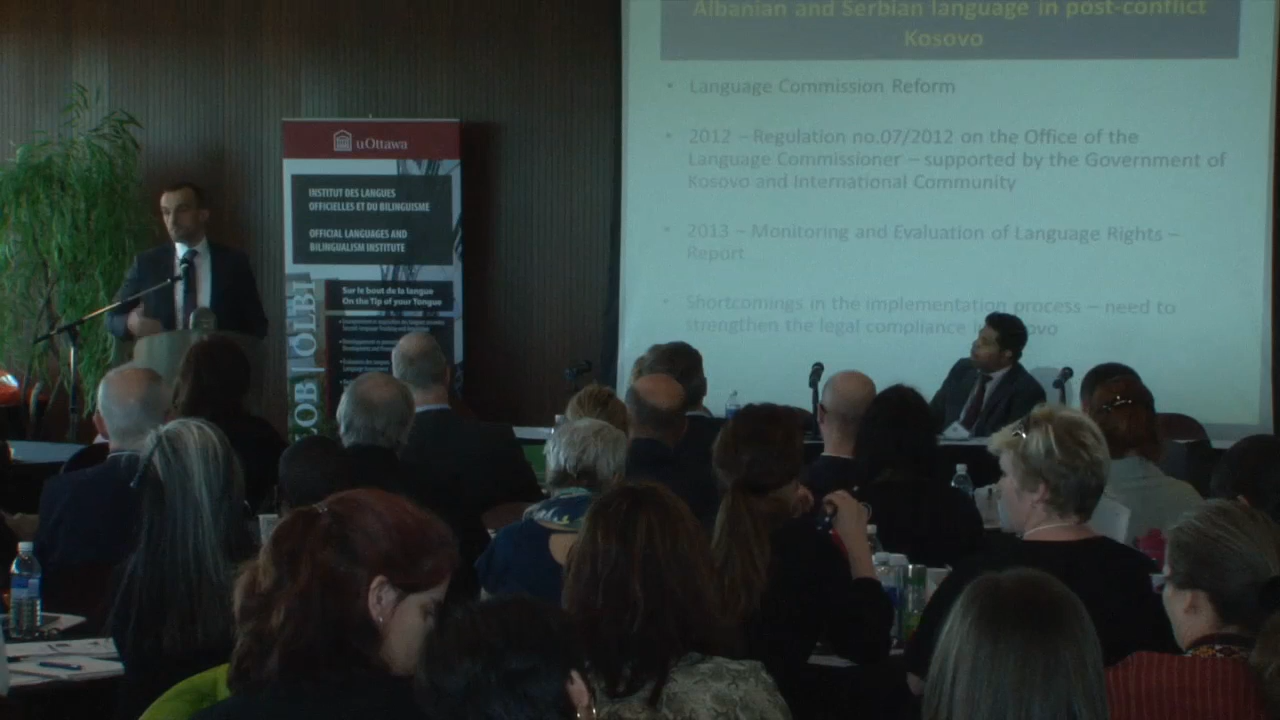 uOttawa
INSTITUT DES LANGUES
OFFICIELLES ET DU BILINGUISME
OFFICIAL LANGUAGES AND
BILINGUALISM INSTITUTE
Sur le bout de la langue
On the Tip of your Tongue
OLBI
Albanian and Serbian language in post-conflict
Kosovo
• Language Commission Reform
• 2012 – Regulation no.07/2012 on the Office of the
Language Commissioner – supported by the Government of
Kosovo and International Community
• 2013 – Monitoring and Evaluation of Language Rights –
Report
• Shortcomings in the implementation process – need to
strengthen the legal compliance